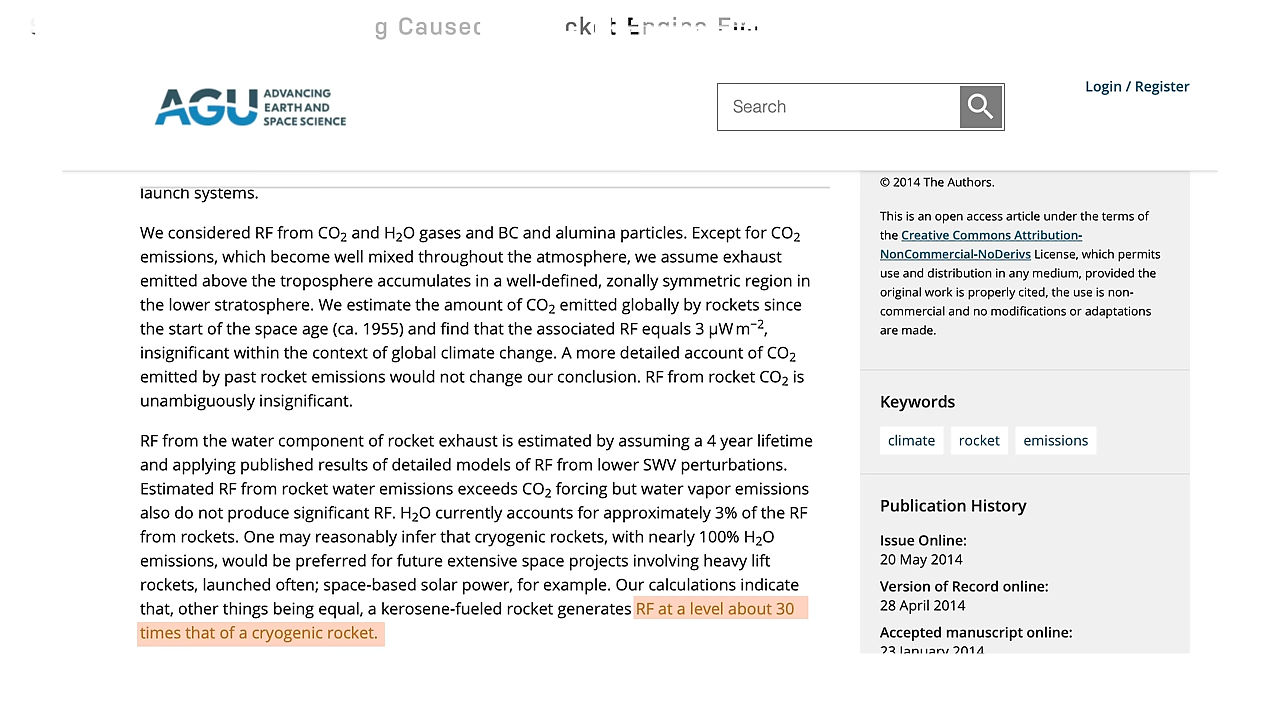 g Caused
AGU ADVANCING
EARTH AND
SPACE SCIENCE
Search
Login / Register
launch systems.
We considered RF from CO₂ and H₂O gases and BC and alumina particles. Except for CO₂
emissions, which become well mixed throughout the atmosphere, we assume exhaust
emitted above the troposphere accumulates in a well-defined, zonally symmetric region in
the lower stratosphere. We estimate the amount of CO₂ emitted globally by rockets since
the start of the space age (ca. 1955) and find that the associated RF equals 3 μW m⁻²,
insignificant within the context of global climate change. A more detailed account of CO₂
emitted by past rocket emissions would not change our conclusion. RF from rocket CO₂ is
unambiguously insignificant.
RF from the water component of rocket exhaust is estimated by assuming a 4 year lifetime
and applying published results of detailed models of RF from lower SWV perturbations.
Estimated RF from rocket water emissions exceeds CO₂ forcing but water vapor emissions
also do not produce significant RF. H₂O currently accounts for approximately 3% of the RF
from rockets. One may reasonably infer that cryogenic rockets, with nearly 100% H₂O
emissions, would be preferred for future extensive space projects involving heavy lift
rockets, launched often; space-based solar power, for example. Our calculations indicate
that, other things being equal, a kerosene-fueled rocket generates RF at a level about 30
times that of a cryogenic rocket.
© 2014 The Authors.
This is an open access article under the terms of
the Creative Commons Attribution-
NonCommercial-NoDerivs License, which permits
use and distribution in any medium, provided the
original work is properly cited, the use is non-
commercial and no modifications or adaptations
are made.
Keywords
climate rocket emissions
Publication History
Issue Online:
20 May 2014
Version of Record online:
28 April 2014
Accepted manuscript online:
23 January 2014